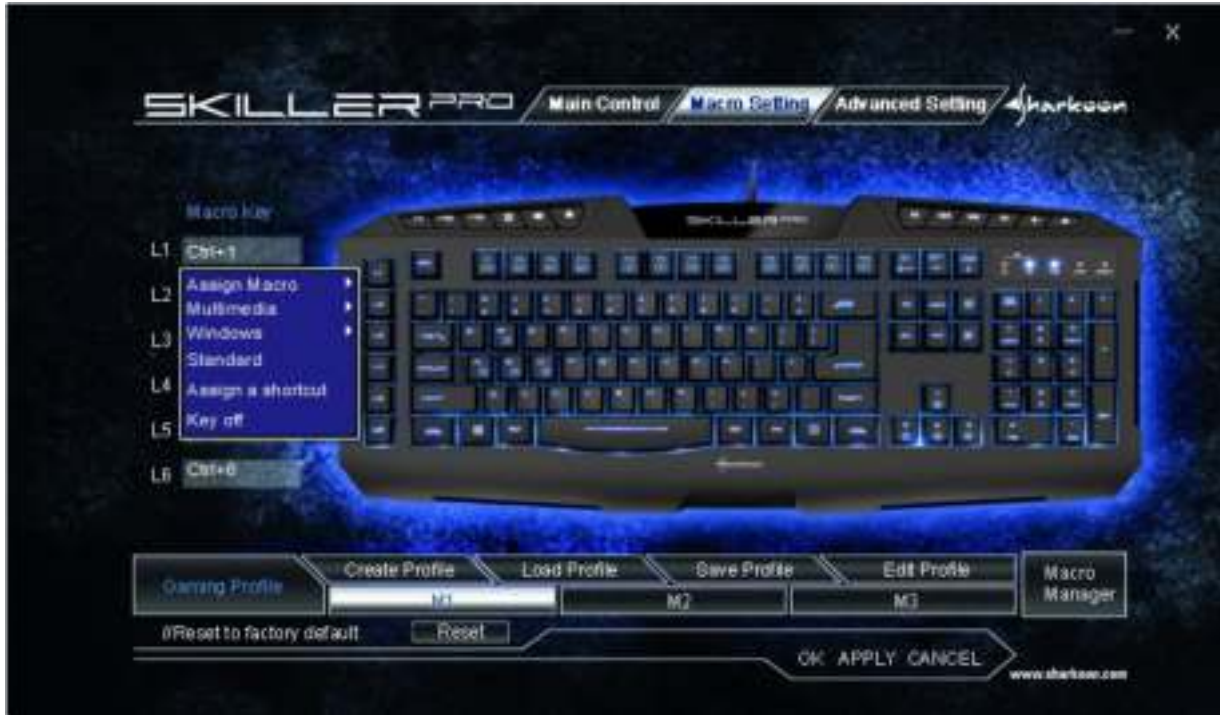 SKILLER PRO
Main Control
Macro Setting
Advanced Setting
Sharkoon
Macro Key
SKILLER PRO
L1 Ctrl+1
Assign Macro
L2
Multimedia
L3 Windows
Standard
L4 Assign a shortcut
L5 Key off
L6 Ctrl+6
Gaming Profile
Create Profile
Load Profile
Save Profile
Edit Profile
Macro Manager
M1
M2
M3
//Reset to factory default
Reset
OK APPLY CANCEL
www.sharkoon.com